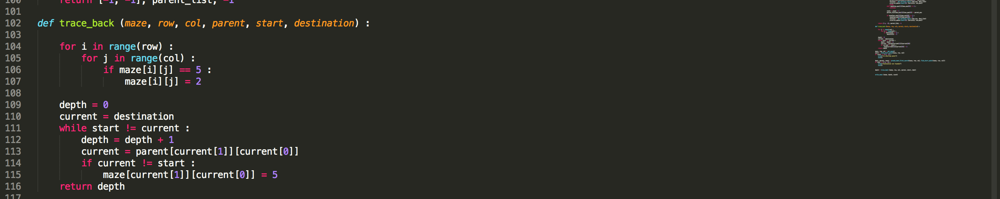 100 return [-1, -1], parent_list, -1
101
102 def trace_back (maze, row, col, parent, start, destination) :
103
104 for i in range(row) :
105 for j in range(col) :
106 if maze[i][j] == 5 :
107 maze[i][j] = 2
108
109 depth = 0
110 current = destination
111 while start != current :
112 depth = depth + 1
113 current = parent[current[1]][current[0]]
114 if current != start :
115 maze[current[1]][current[0]] = 5
116 return depth
117